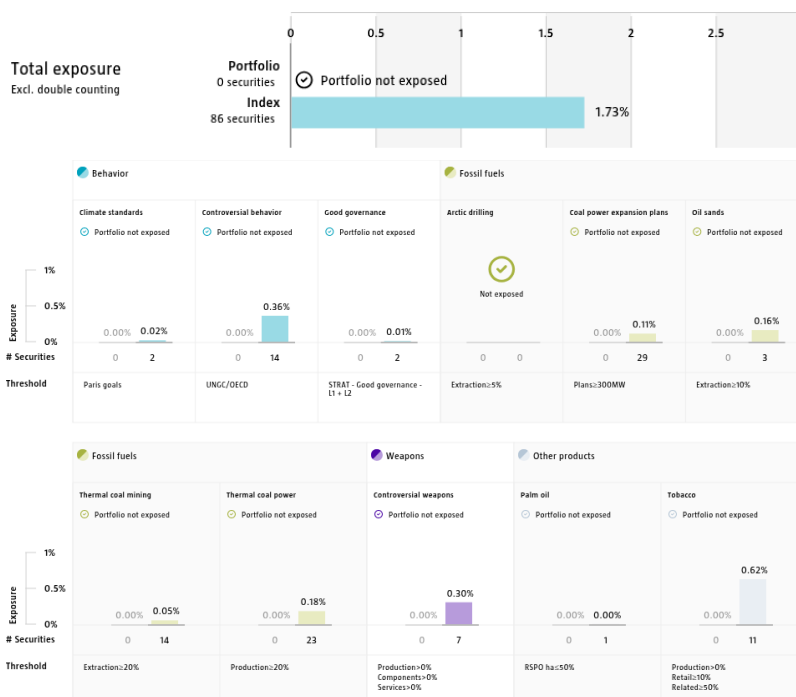 0 0.5 1 1.5 2 2.5
Total exposure
Excl. double counting
Portfolio
0 securities
Portfolio not exposed
Index
86 securities
1.73%
Behavior Fossil fuels
Climate standards Controversial behavior Good governance Arctic drilling Coal power expansion plans Oil sands
Portfolio not exposed Portfolio not exposed Portfolio not exposed Portfolio not exposed Portfolio not exposed
Not exposed
Exposure
1%
0.5%
0%
0.00% 0.02% 0.00% 0.36% 0.00% 0.01% 0.00% 0.11% 0.00% 0.16%
# Securities 0 2 0 14 0 2 0 0 0 29 0 3
Threshold Paris goals UNGC/OECD STRAT - Good governance - Extraction≥5% Plans≥300MW Extraction≥10%
L1 + L2
Fossil fuels Weapons Other products
Thermal coal mining Thermal coal power Controversial weapons Palm oil Tobacco
Portfolio not exposed Portfolio not exposed Portfolio not exposed Portfolio not exposed Portfolio not exposed
Exposure
1%
0.5%
0%
0.00% 0.05% 0.00% 0.18% 0.00% 0.30% 0.00% 0.00% 0.00% 0.62%
# Securities 0 14 0 23 0 7 0 1 0 11
Threshold Extraction≥20% Production≥20% Production>0% RSPO ha≤50% Production>0%
Components>0% Retail≥10%
Services>0% Related≥50%